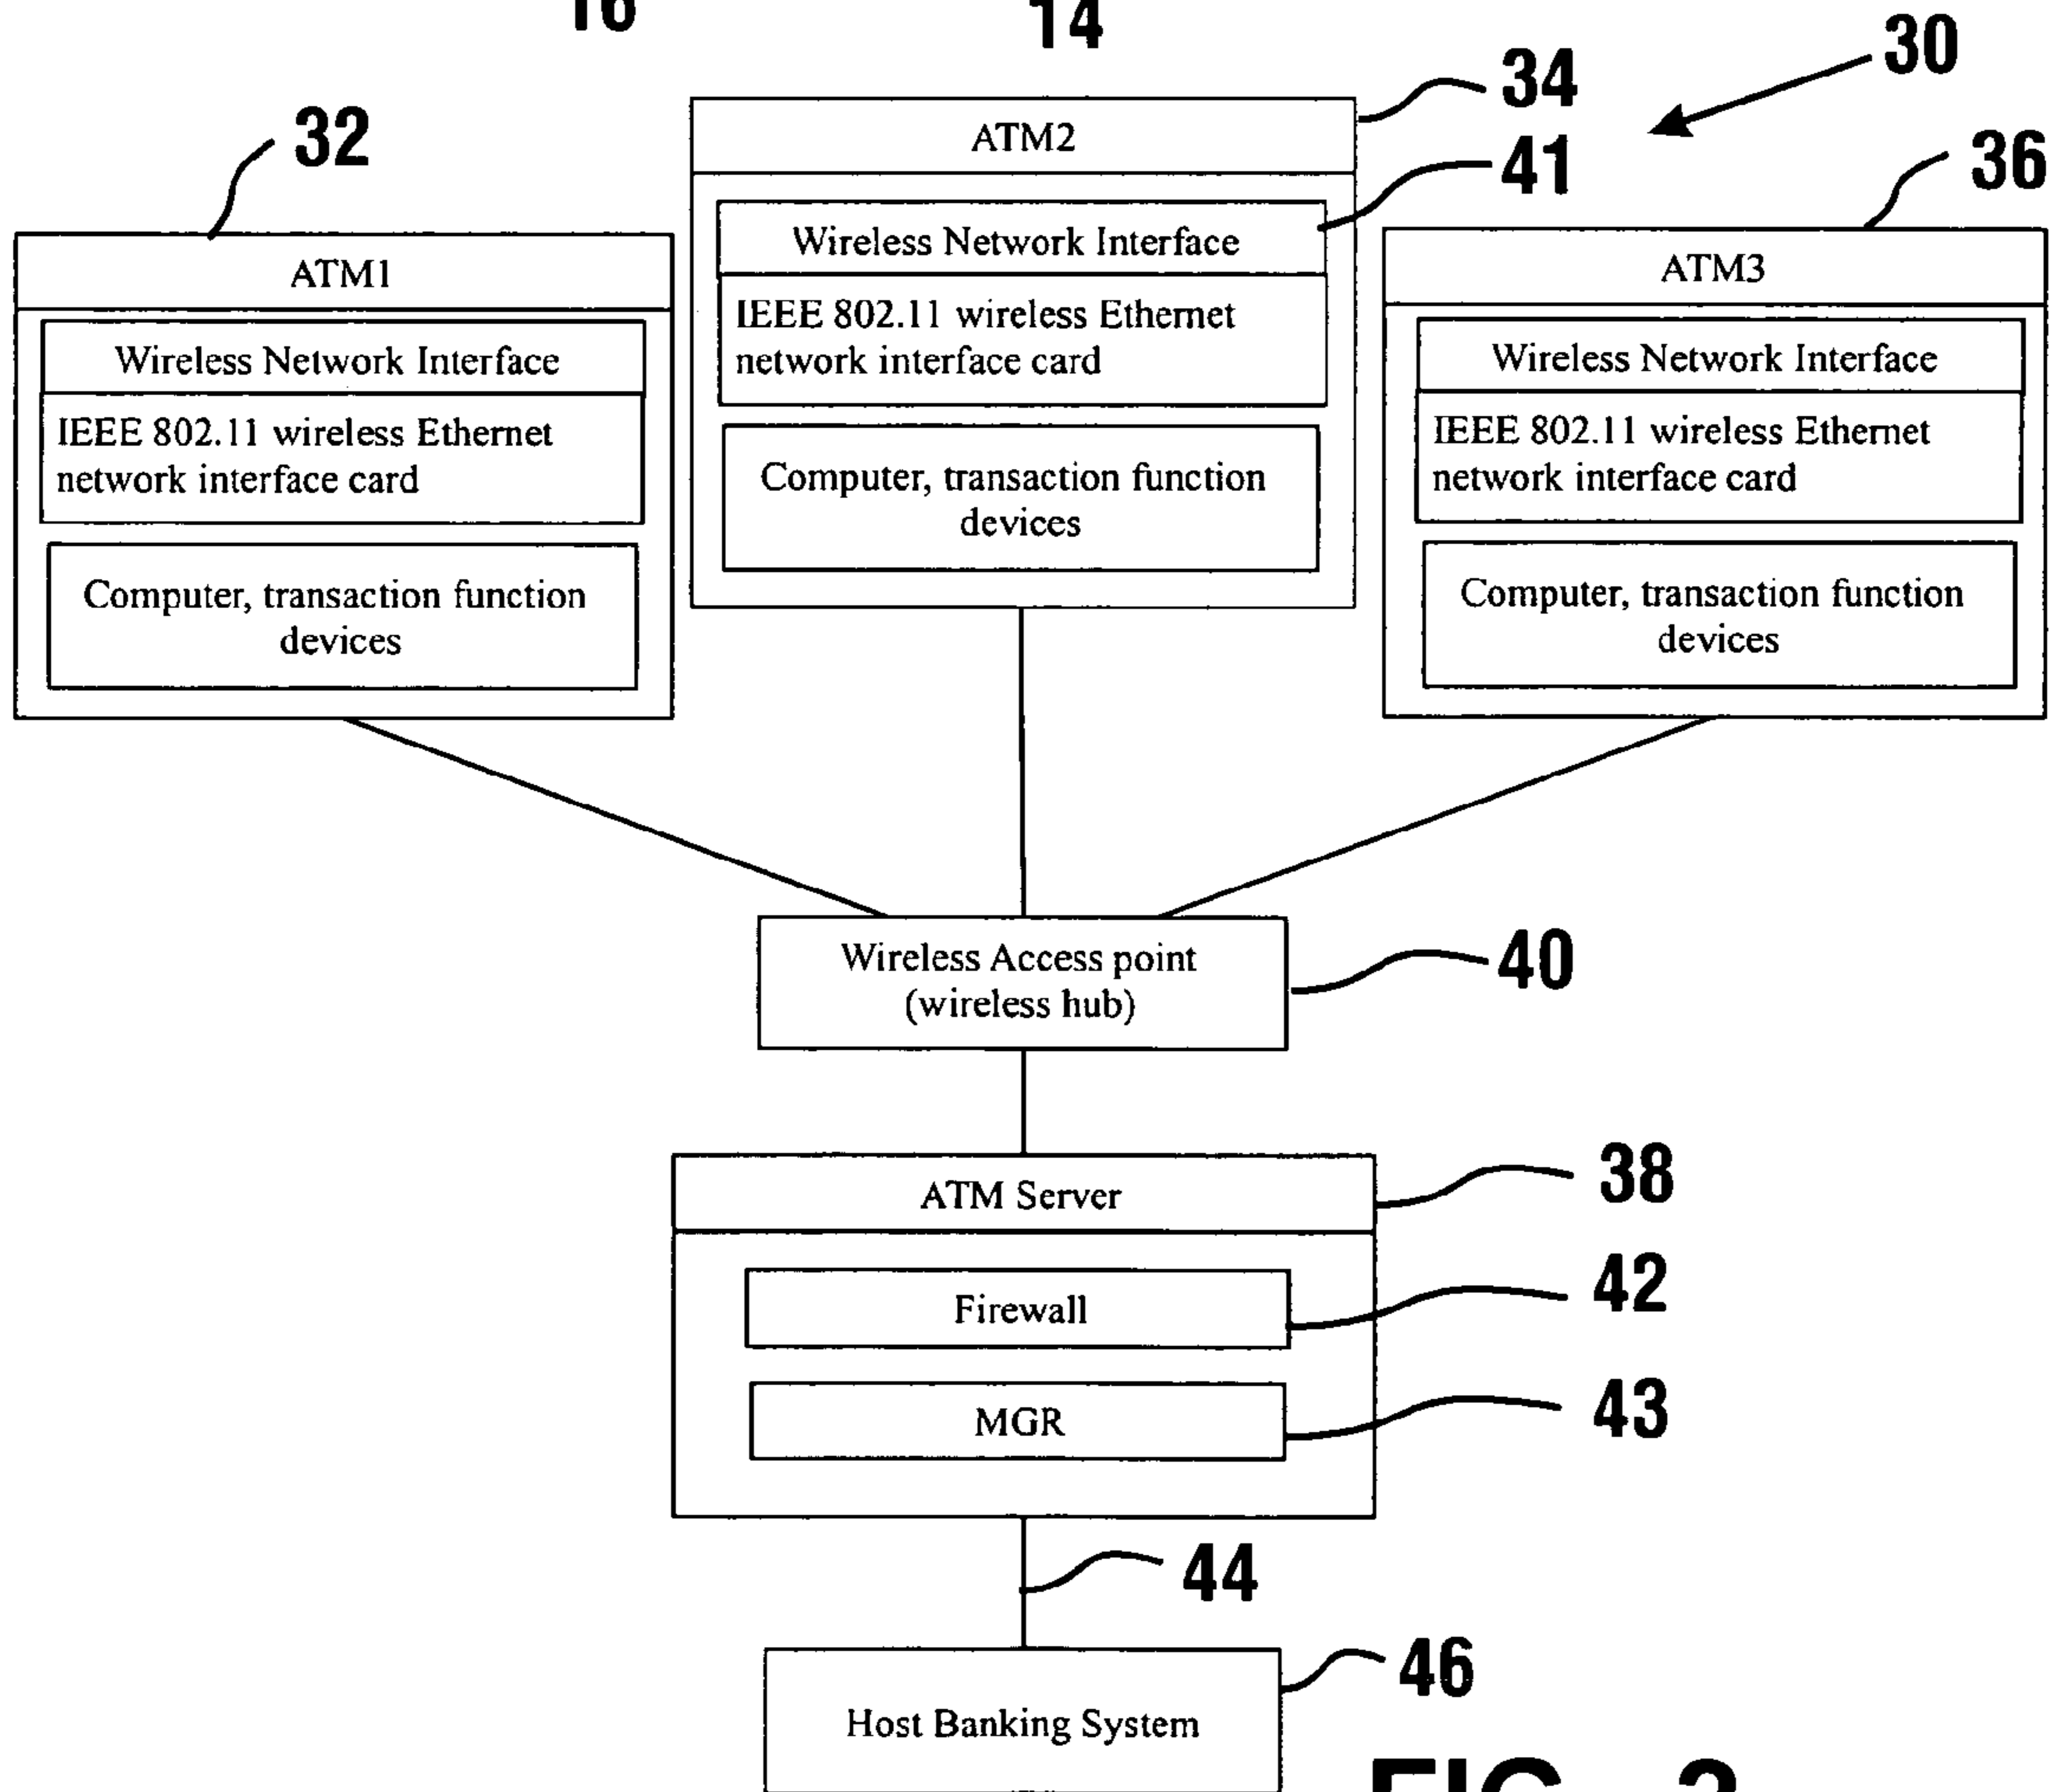 16
14
30
34
32
ATM2
41
36
ATM1
Wireless Network Interface
ATM3
IEEE 802.11 wireless Ethernet
network interface card
Wireless Network Interface
Wireless Network Interface
IEEE 802.11 wireless Ethernet
network interface card
Computer, transaction function
devices
IEEE 802.11 wireless Ethernet
network interface card
Computer, transaction function
devices
Computer, transaction function
devices
Wireless Access point
(wireless hub)
40
ATM Server
38
Firewall
42
MGR
43
44
46
Host Banking System